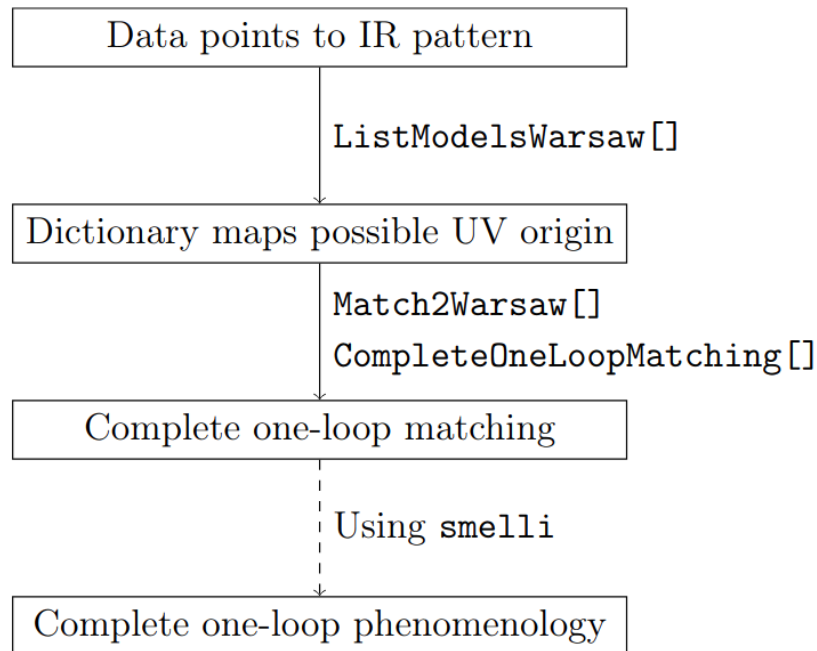 Data points to IR pattern
ListModelsWarsaw[]
Dictionary maps possible UV origin
Match2Warsaw[]
CompleteOneLoopMatching[]
Complete one-loop matching
Using smelli
Complete one-loop phenomenology